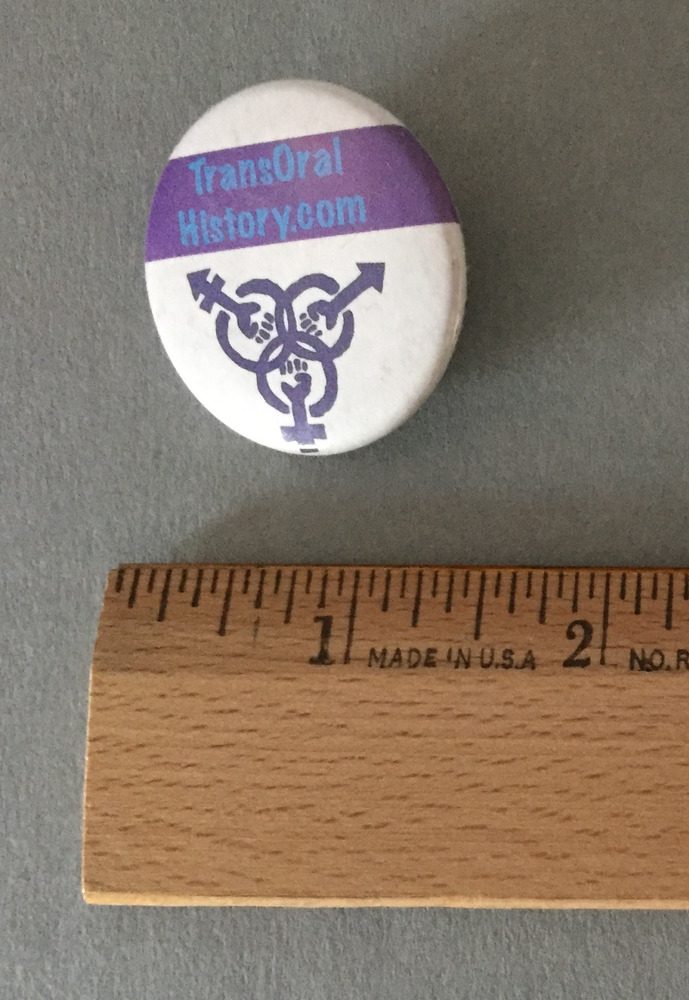 TransOral
History.com
1 MADE IN U.S.A 2 NO.R